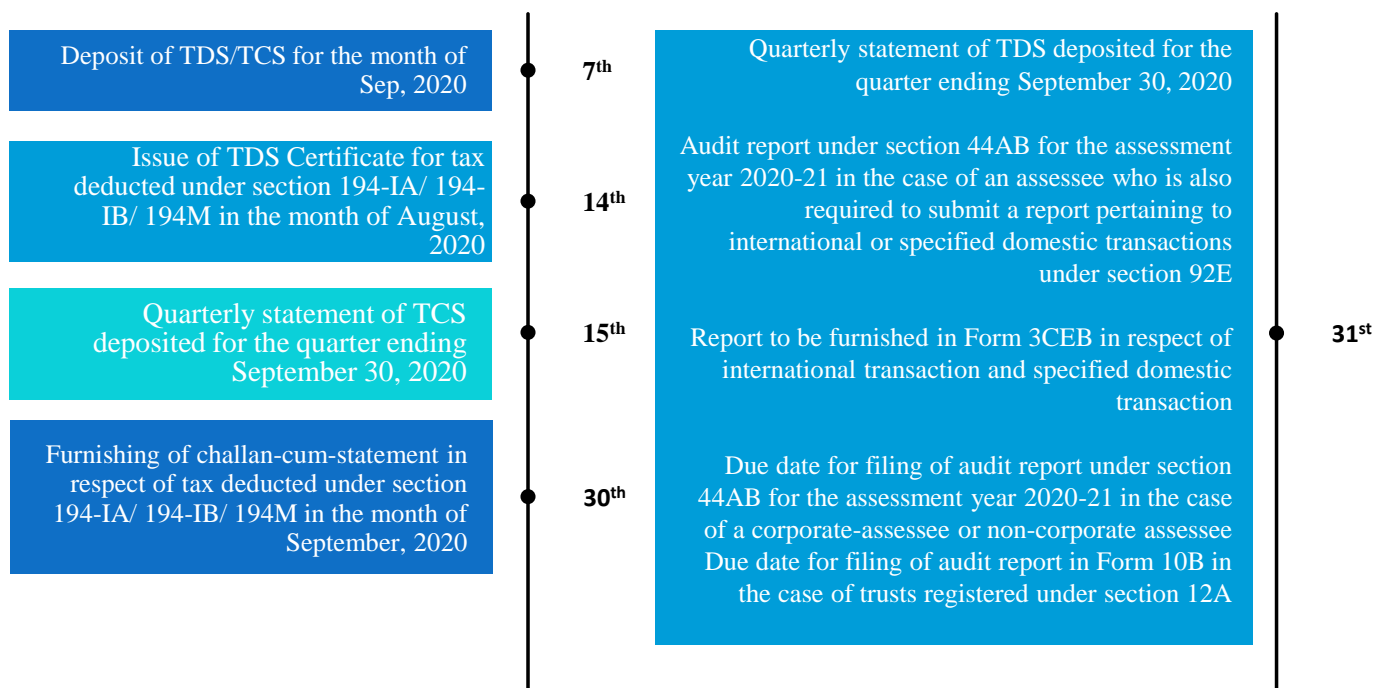 Deposit of TDS/TCS for the month of
Sep, 2020
7th
Issue of TDS Certificate for tax
deducted under section 194-IA/ 194-
IB/ 194M in the month of August,
2020
14th
Quarterly statement of TCS
deposited for the quarter ending
September 30, 2020
15th
Furnishing of challan-cum-statement in
respect of tax deducted under section
194-IA/ 194-IB/ 194M in the month of
September, 2020
30th
Quarterly statement of TDS deposited for the
quarter ending September 30, 2020
Audit report under section 44AB for the assessment
year 2020-21 in the case of an assessee who is also
required to submit a report pertaining to
international or specified domestic transactions
under section 92E
Report to be furnished in Form 3CEB in respect of
international transaction and specified domestic
transaction
Due date for filing of audit report under section
44AB for the assessment year 2020-21 in the case
of a corporate-assessee or non-corporate assessee
Due date for filing of audit report in Form 10B in
the case of trusts registered under section 12A
31st